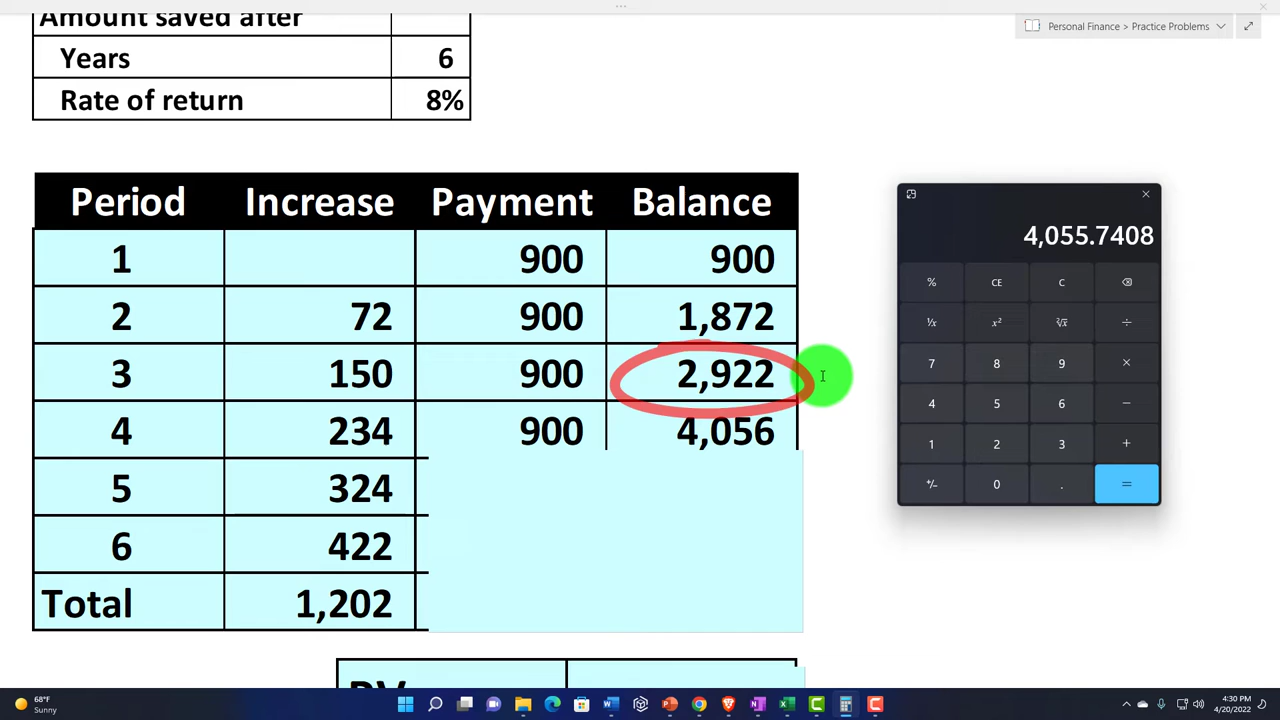 Amount saved after
Years 6
Rate of return 8%
Personal Finance > Practice Problems
Period Increase Payment Balance
1 900 900
2 72 900 1,872
3 150 900 2,922
4 234 900 4,056
5 324
6 422
Total 1,202
4,055.7408
% CE C
¹/x x² ²√x ÷
7 8 9 ×
4 5 6 −
1 2 3 +
+/− 0 . =
68°F
Sunny
4:30 PM
4/20/2022